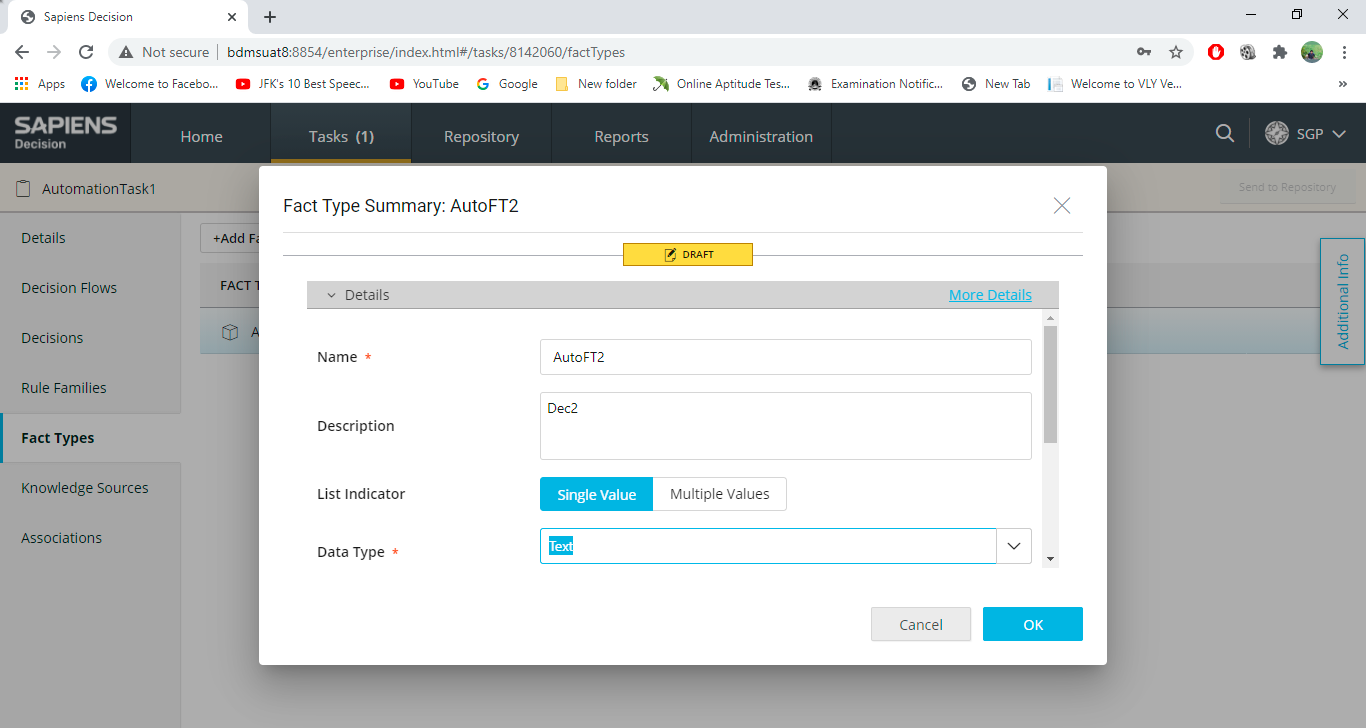 Sapiens Decision
Not secure bdmsuat8:8854/enterprise/index.html#/tasks/8142060/factTypes
Apps Welcome to Facebo... JFK's 10 Best Speec... YouTube Google New folder Online Aptitude Tes... Examination Notific... New Tab Welcome to VLY Ve... »
SAPIENS
Decision
Home Tasks (1) Repository Reports Administration SGP
AutomationTask1 Send to Repository
Details
Decision Flows
Decisions
Rule Families
Fact Types
Knowledge Sources
Associations
+Add Fa
FACT T
A
Fact Type Summary: AutoFT2
DRAFT
Details More Details
Name * AutoFT2
Description Dec2
List Indicator Single Value Multiple Values
Data Type * Text
Cancel OK
Additional Info